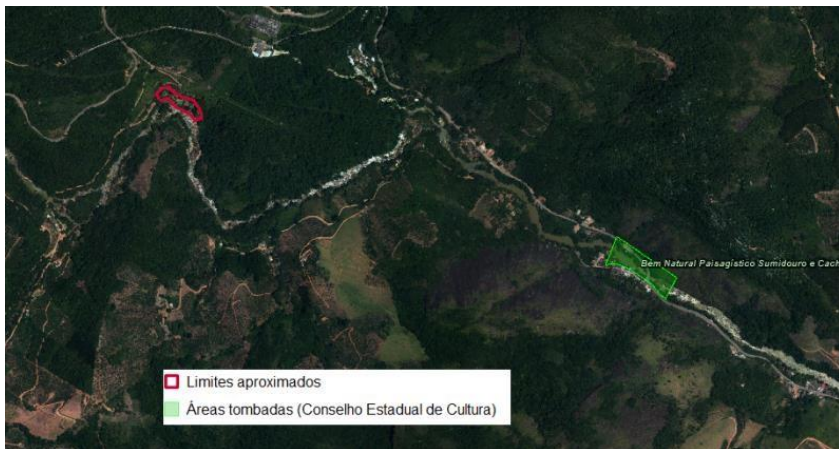 Bem Natural Paisagístico Sumidouro e Cach
Limites aproximados
Áreas tombadas (Conselho Estadual de Cultura)